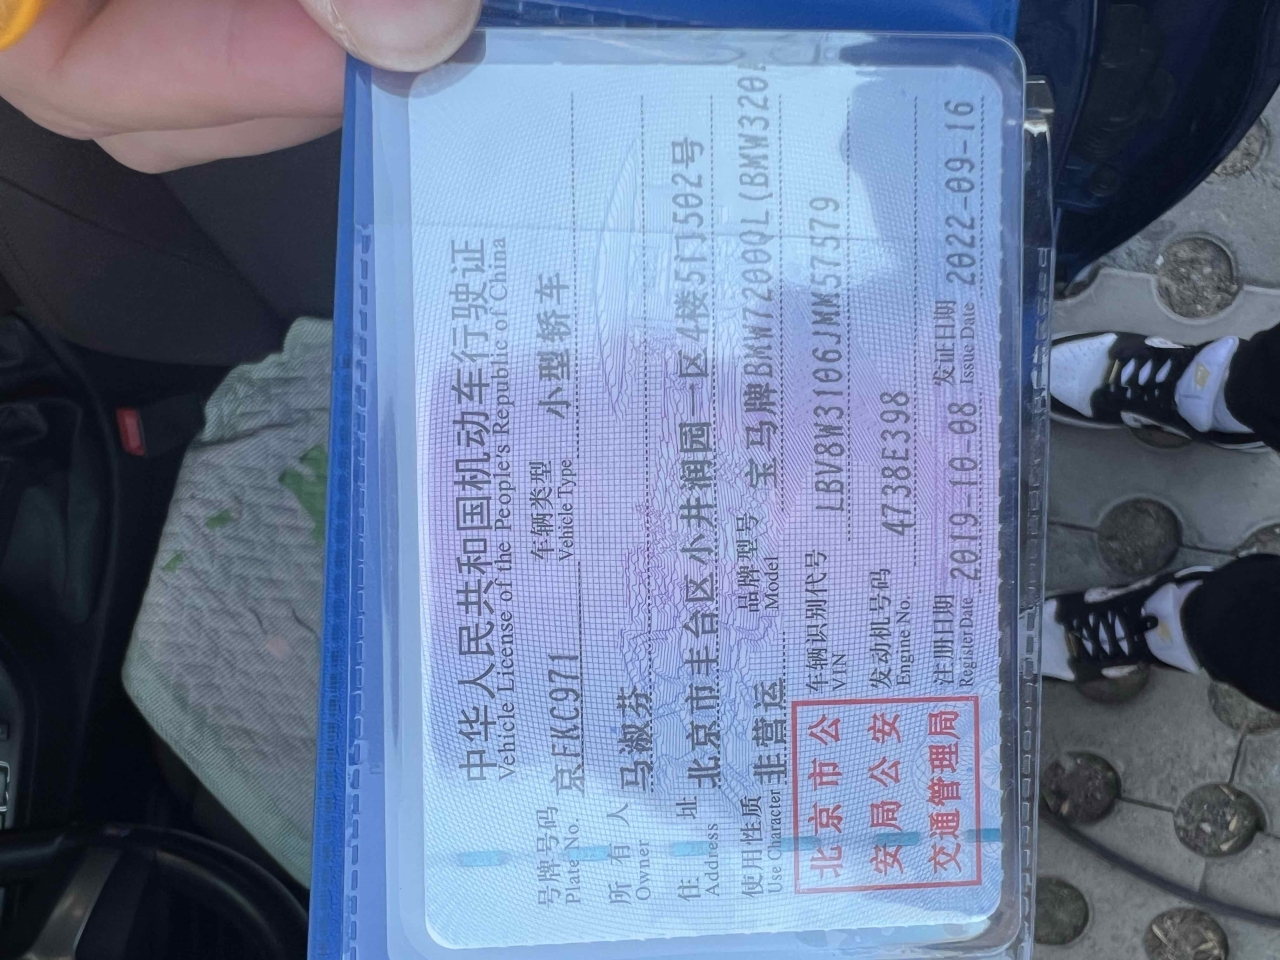 中华人民共和国机动车行驶证
Vehicle License of the People's Republic of China
号牌号码 京FKC971 车辆类型 小型轿车
Plate No. Vehicle Type
所有人 马淑芬
Owner
住址 北京市丰台区小井润园一区4楼5门502号
Address
使用性质 非营运 品牌型号 宝马牌BMW7200QL(BMW320
Use Character Model
车辆识别代号 LBV8W3106JMM57579
VIN
发动机号码 4738E398
Engine No.
注册日期 2019-10-08 发证日期 2022-09-16
Register Date Issue Date
北京市公
安局公安
交通管理局